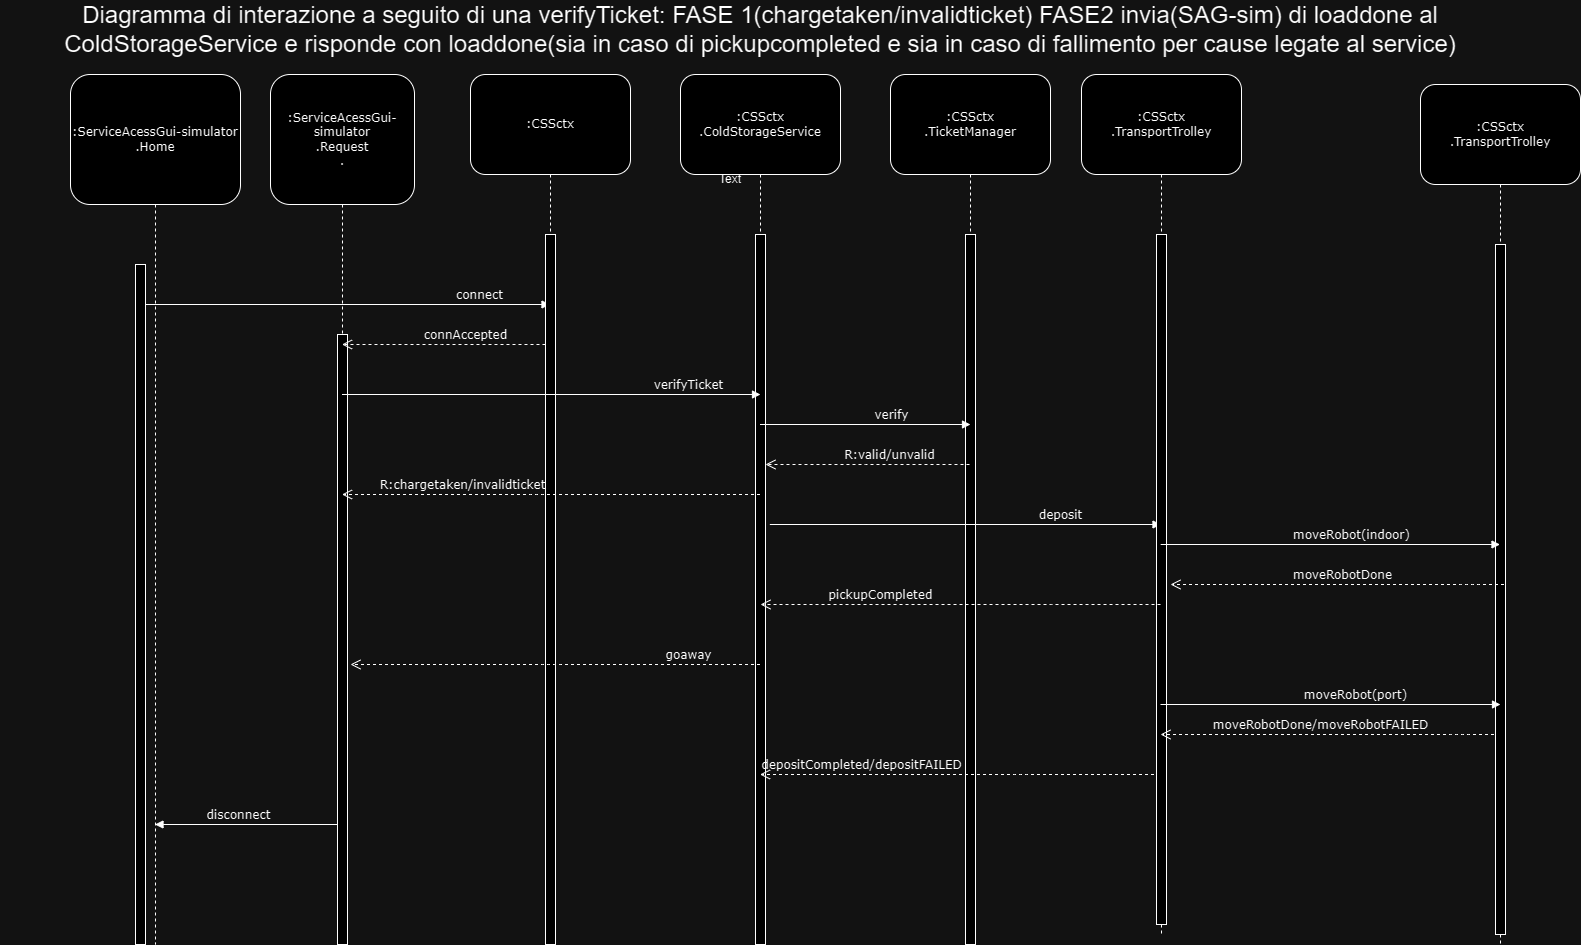 Diagramma di interazione a seguito di una verifyTicket: FASE 1(chargetaken/invalidticket) FASE2 invia(SAG-sim) di loaddone al
ColdStorageService e risponde con loaddone(sia in caso di pickupcompleted e sia in caso di fallimento per cause legate al service)
:ServiceAcessGui-simulator
.Home
:ServiceAcessGui-
simulator
.Request
.
:CSSctx
:CSSctx
.ColdStorageService
:CSSctx
.TicketManager
:CSSctx
.TransportTrolley
:CSSctx
.TransportTrolley
Text
connect
connAccepted
verifyTicket
verify
R:valid/unvalid
R:chargetaken/invalidticket
deposit
moveRobot(indoor)
moveRobotDone
pickupCompleted
goaway
moveRobot(port)
moveRobotDone/moveRobotFAILED
depositCompleted/depositFAILED
disconnect